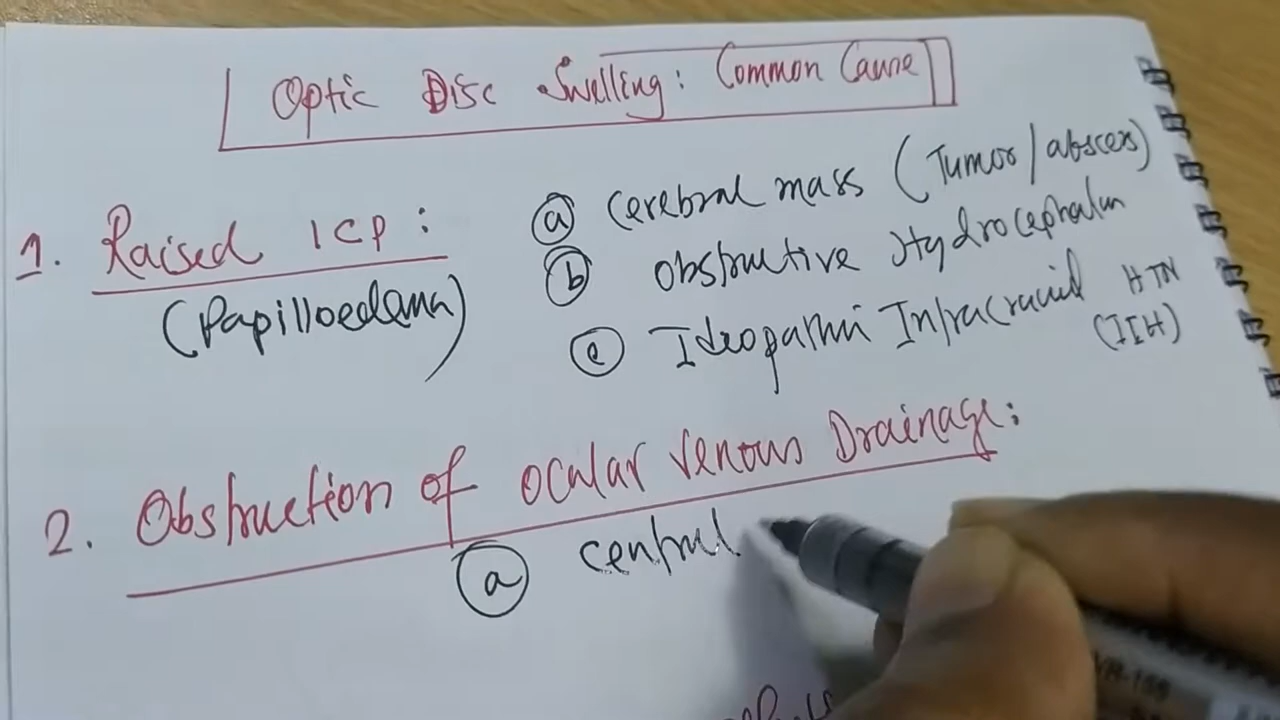 Optic Disc Swelling: Common Cause
1. Raised ICP:
(Papilloedema)
a Cerebral mass (Tumor/abscess)
b Obstructive Hydrocephalus
c Ideopathic Intracranial HTN
(IIH)
2. Obstruction of ocular venous Drainage:
a central